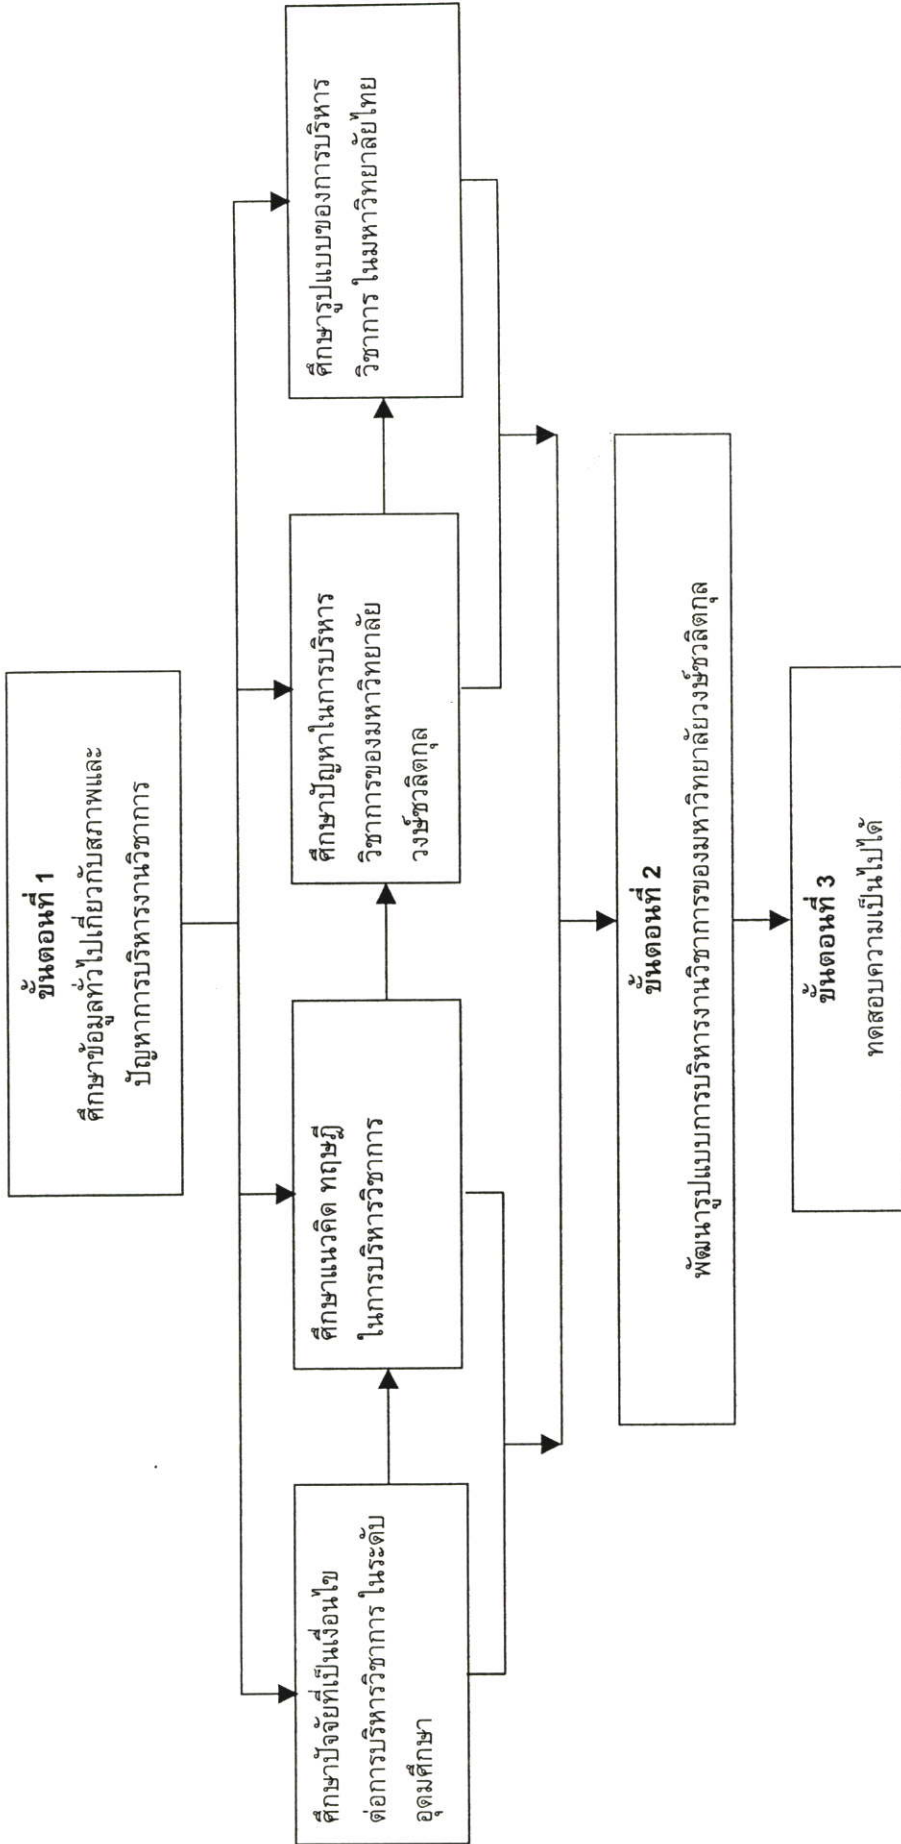 ขั้นตอนที่ 1
ศึกษาข้อมูลทั่วไปเกี่ยวกับสภาพและ
ปัญหาการบริหารงานวิชาการ
ศึกษาปัจจัยที่เป็นเงื่อนไข
ต่อการบริหารวิชาการ ในระดับ
อุดมศึกษา
ศึกษาแนวคิด ทฤษฎี
ในการบริหารวิชาการ
ศึกษาปัญหาในการบริหาร
วิชาการของมหาวิทยาลัย
วงษ์ชวลิตกุล
ศึกษารูปแบบของการบริหาร
วิชาการ ในมหาวิทยาลัยไทย
ขั้นตอนที่ 2
พัฒนารูปแบบการบริหารงานวิชาการของมหาวิทยาลัยวงษ์ชวลิตกุล
ขั้นตอนที่ 3
ทดสอบความเป็นไปได้